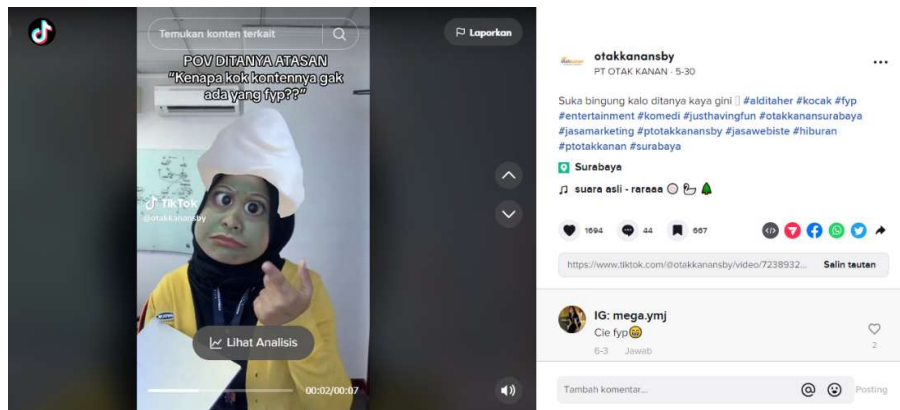 Temukan konten terkait
Laporkan
POV DITANYA ATASAN
"Kenapa kok kontennya gak
ada yang fyp??"
TikTok
@otakkanansby
Lihat Analisis
00:02/00:07
otakkanansby
PT OTAK KANAN · 5-30
Suka bingung kalo ditanya kaya gini #alditaher #kocak #fyp
#entertainment #komedi #justhavingfun #otakkanansurabaya
#jasamarketing #ptotakkanansby #jasawebiste #hiburan
#ptotakkanan #surabaya
Surabaya
suara asli - raraaa
1694
44
667
https://www.tiktok.com/@otakkanansby/video/7238932...
Salin tautan
IG: mega.ymj
Cie fyp😄
2
6-3 Jawab
Tambah komentar...
Posting